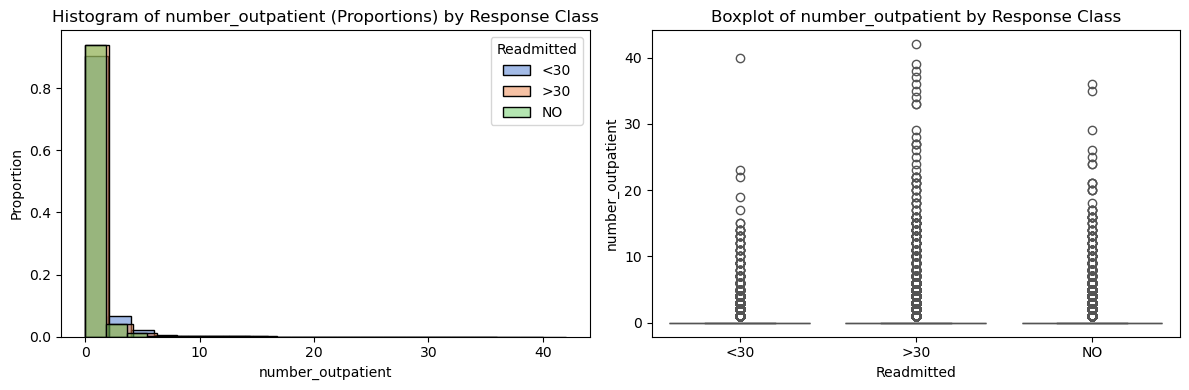 Histogram of number_outpatient (Proportions) by Response Class
Proportion
0.8
0.6
0.4
0.2
0.0
Readmitted
<30
>30
NO
0 10 20 30 40
number_outpatient
Boxplot of number_outpatient by Response Class
number_outpatient
40
30
20
10
0
<30 >30 NO
Readmitted